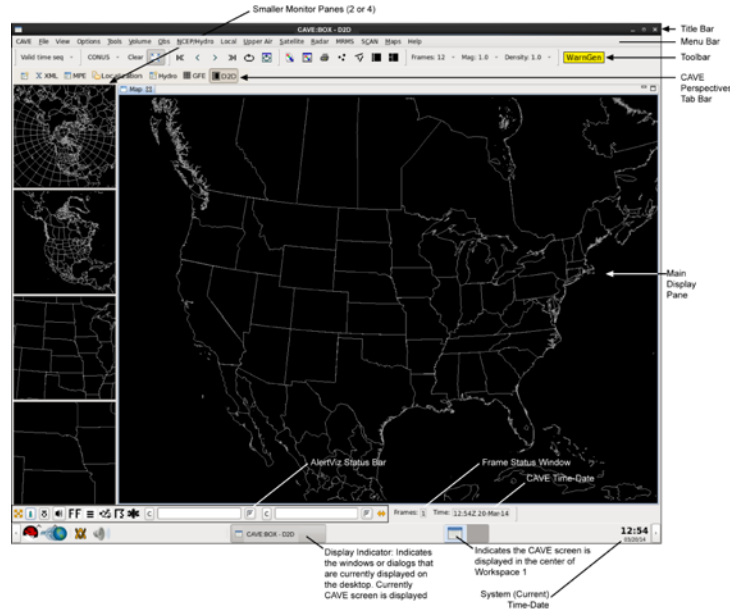 Smaller Monitor Panes (2 or 4)
CAVE:BOX - D2D
Title Bar
CAVE File View Options Tools Volume Obs NCEP/Hydro Local Upper Air Satellite Radar MRMS SCAN Maps Help
Menu Bar
Valid time seq CONUS Clear Frames: 12 Mag: 1.0 Density: 1.0 WarnGen
Toolbar
XML MPE Localization Hydro GFE D2D
CAVE
Perspectives
Tab Bar
Map
Main
Display
Pane
AlertViz Status Bar
Frame Status Window
CAVE Time-Date
FF C C Frames: 1 Time: 12:54Z 20-Mar-14
CAVE:BOX - D2D
12:54
03/20/14
Display Indicator: Indicates
the windows or dialogs that
are currently displayed on
the desktop. Currently
CAVE screen is displayed
Indicates the CAVE screen is
displayed in the center of
Workspace 1
System (Current)
Time-Date